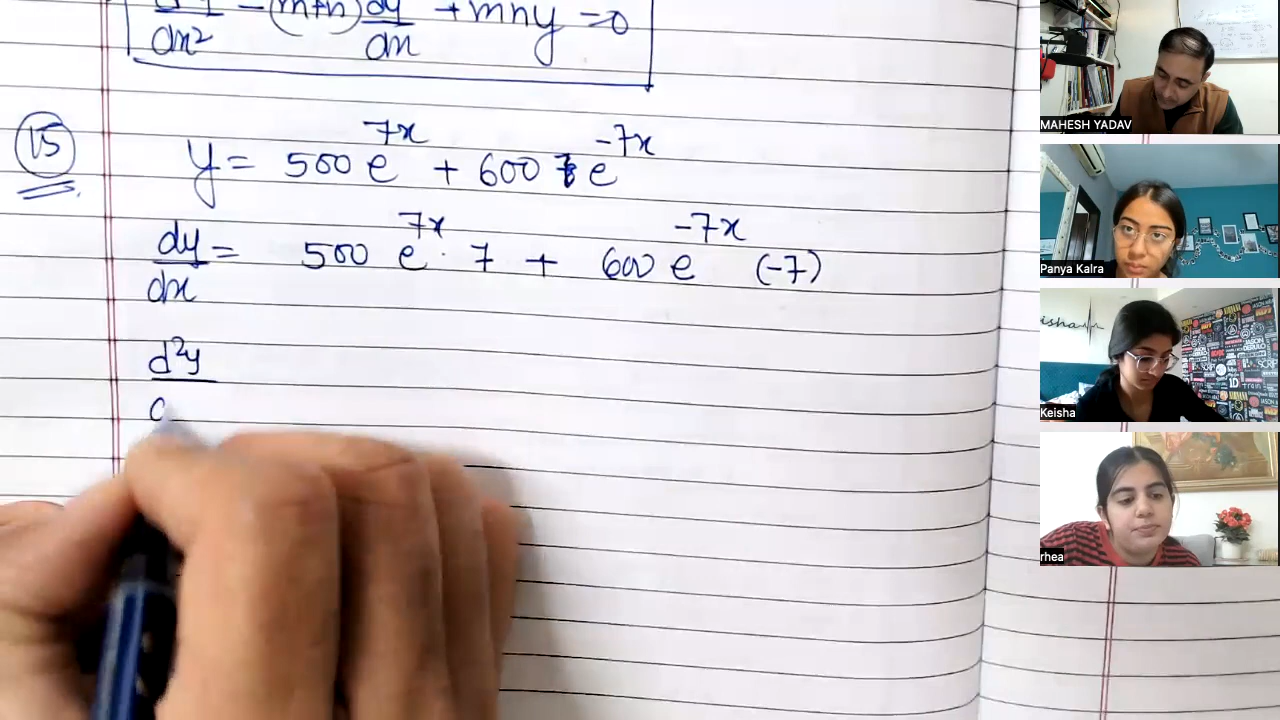 dx² - (m+n) dy/dx + mny = 0
15
y = 500 e^7x + 600 e^-7x
dy/dx = 500 e^7x · 7 + 600 e^-7x (-7)
d²y
MAHESH YADAV
Panya Kalra
Keisha
rhea